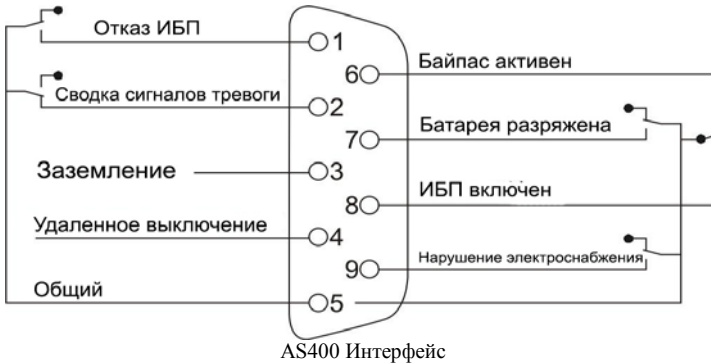 Отказ ИБП
1
Сводка сигналов тревоги
2
Заземление
3
Удаленное выключение
4
Общий
5
Байпас активен
6
Батарея разряжена
7
ИБП включен
8
Нарушение электроснабжения
9
AS400 Интерфейс